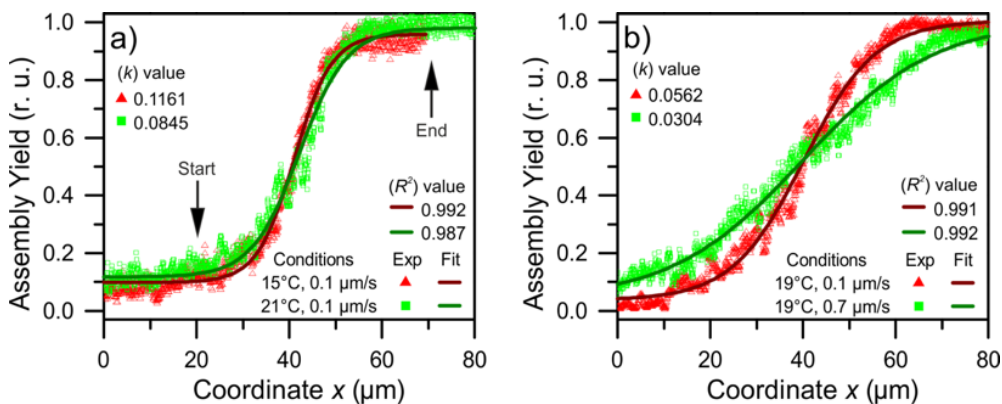 a)
Assembly Yield (r. u.)
1.0
0.8
0.6
0.4
0.2
0.0
(k) value
0.1161
0.0845
Start
End
(R²) value
0.992
0.987
Conditions Exp Fit
15°C, 0.1 µm/s
21°C, 0.1 µm/s
0 20 40 60 80
Coordinate x (µm)
b)
Assembly Yield (r. u.)
1.0
0.8
0.6
0.4
0.2
0.0
(k) value
0.0562
0.0304
(R²) value
0.991
0.992
Conditions Exp Fit
19°C, 0.1 µm/s
19°C, 0.7 µm/s
0 20 40 60 80
Coordinate x (µm)